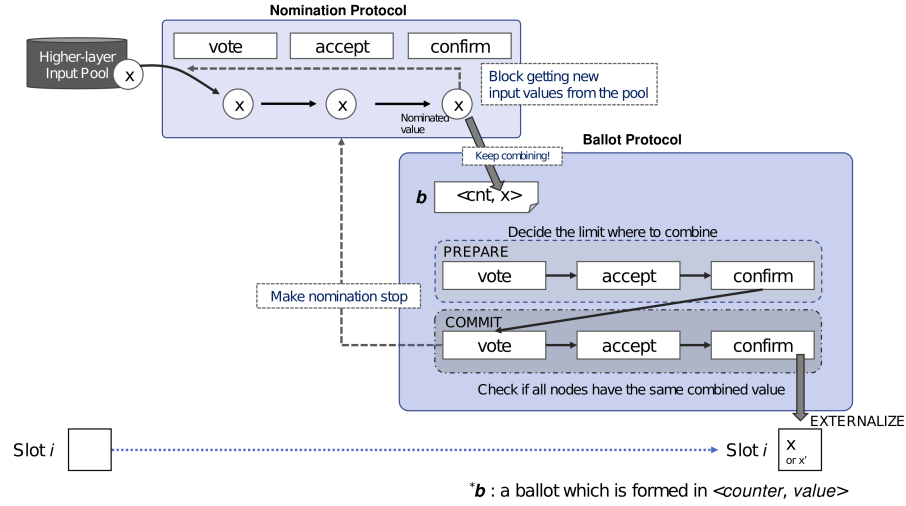 Nomination Protocol
Higher-layer
Input Pool
x
vote
accept
confirm
Block getting new
input values from the pool
x
x
x
Nominated
value
Keep combining!
Ballot Protocol
b
<cnt, x>
Decide the limit where to combine
PREPARE
vote
accept
confirm
Make nomination stop
COMMIT
vote
accept
confirm
Check if all nodes have the same combined value
EXTERNALIZE
Slot i
Slot i
x
or x'
*b : a ballot which is formed in <counter, value>